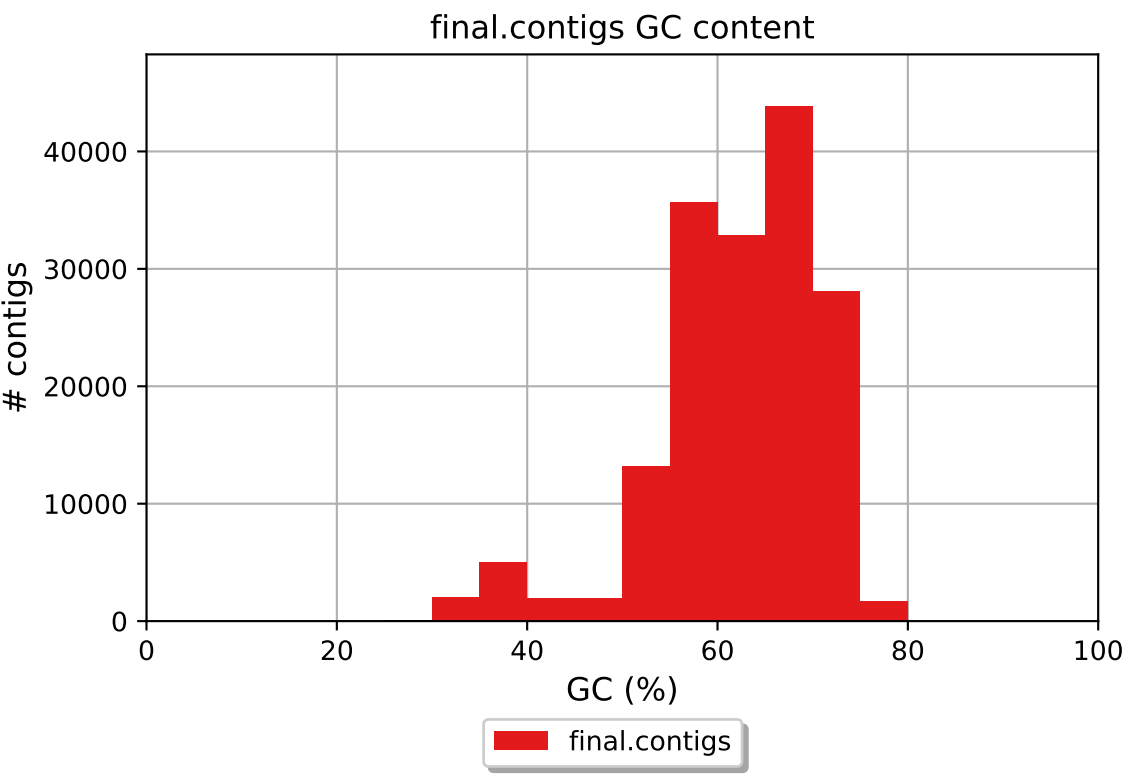 final.contigs GC content
# contigs
40000
30000
20000
10000
0
0 20 40 60 80 100
GC (%)
final.contigs